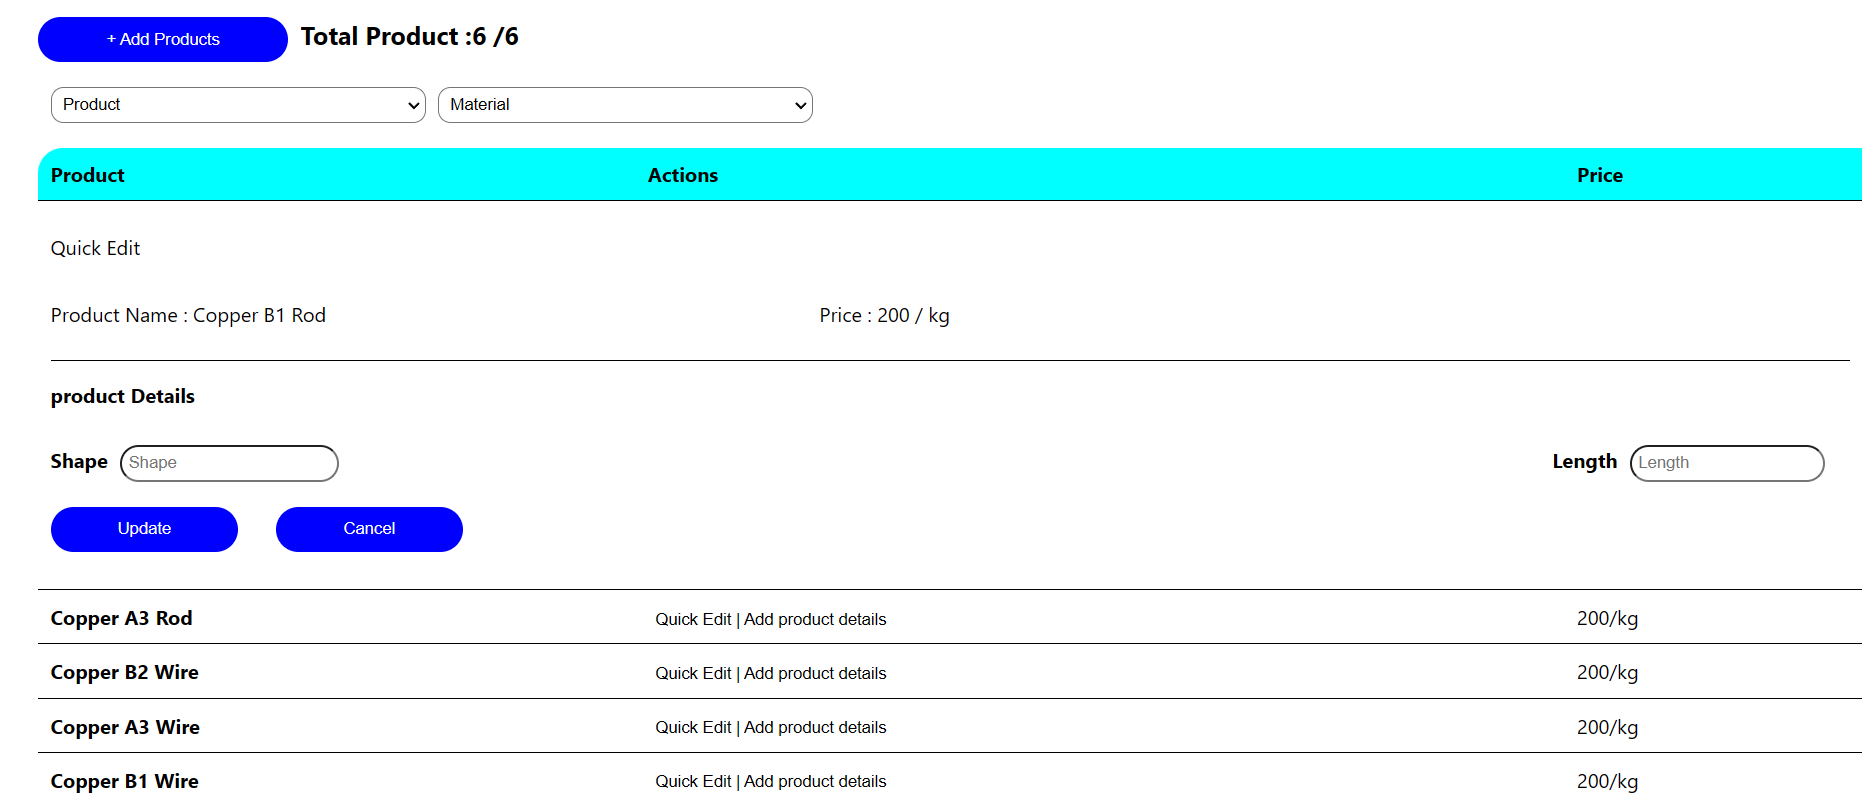 + Add Products Total Product :6 /6
Product Material
Product Actions Price
Quick Edit
Product Name : Copper B1 Rod Price : 200 / kg
product Details
Shape Shape Length Length
Update Cancel
Copper A3 Rod Quick Edit | Add product details 200/kg
Copper B2 Wire Quick Edit | Add product details 200/kg
Copper A3 Wire Quick Edit | Add product details 200/kg
Copper B1 Wire Quick Edit | Add product details 200/kg